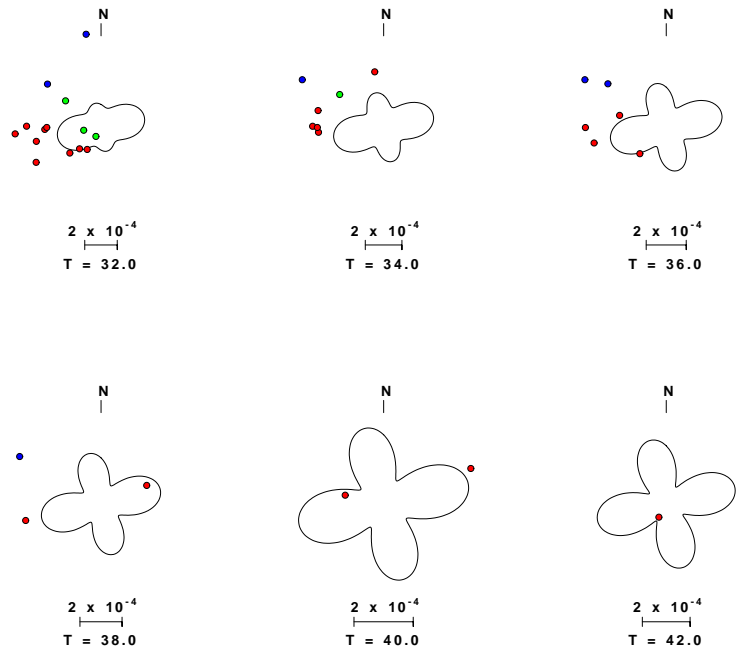 N N N
2 x 10⁻⁴ 2 x 10⁻⁴ 2 x 10⁻⁴
T = 32.0 T = 34.0 T = 36.0
N N N
2 x 10⁻⁴ 2 x 10⁻⁴ 2 x 10⁻⁴
T = 38.0 T = 40.0 T = 42.0